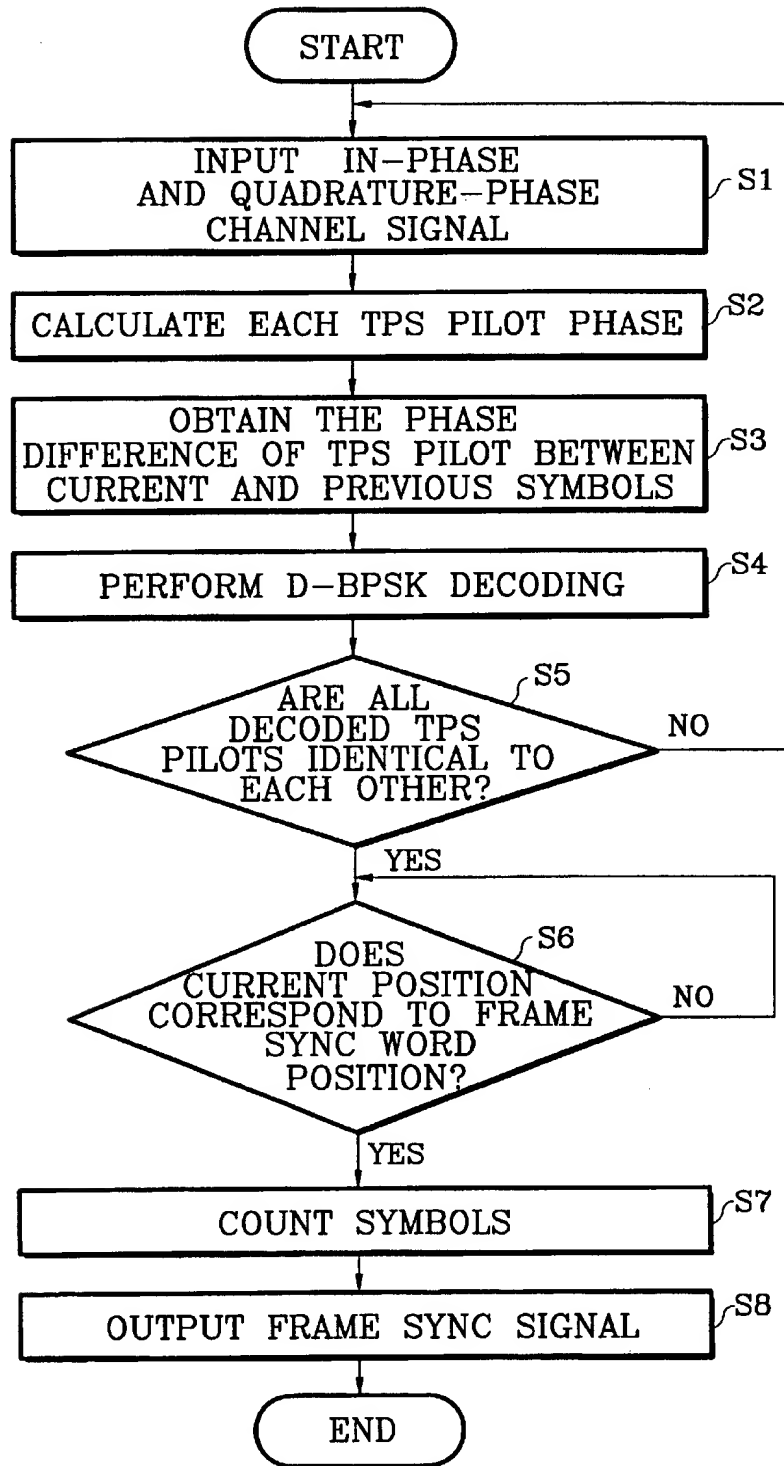 START
INPUT IN-PHASE
AND QUADRATURE-PHASE
CHANNEL SIGNAL
S1
CALCULATE EACH TPS PILOT PHASE
S2
OBTAIN THE PHASE
DIFFERENCE OF TPS PILOT BETWEEN
CURRENT AND PREVIOUS SYMBOLS
S3
PERFORM D-BPSK DECODING
S4
ARE ALL
DECODED TPS
PILOTS IDENTICAL TO
EACH OTHER?
S5
NO
YES
DOES
CURRENT POSITION
CORRESPOND TO FRAME
SYNC WORD
POSITION?
S6
NO
YES
COUNT SYMBOLS
S7
OUTPUT FRAME SYNC SIGNAL
S8
END